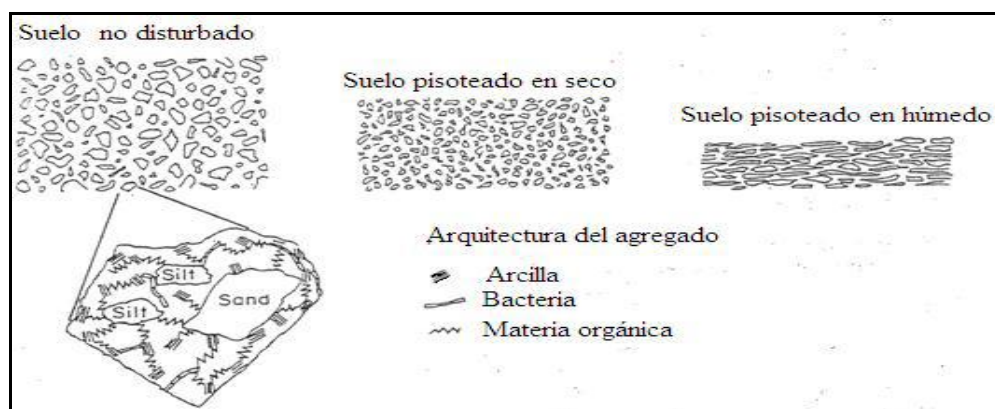 Suelo no disturbado
Suelo pisoteado en seco
Suelo pisoteado en húmedo
Silt
Silt
Sand
Arquitectura del agregado
Arcilla
Bacteria
Materia orgánica